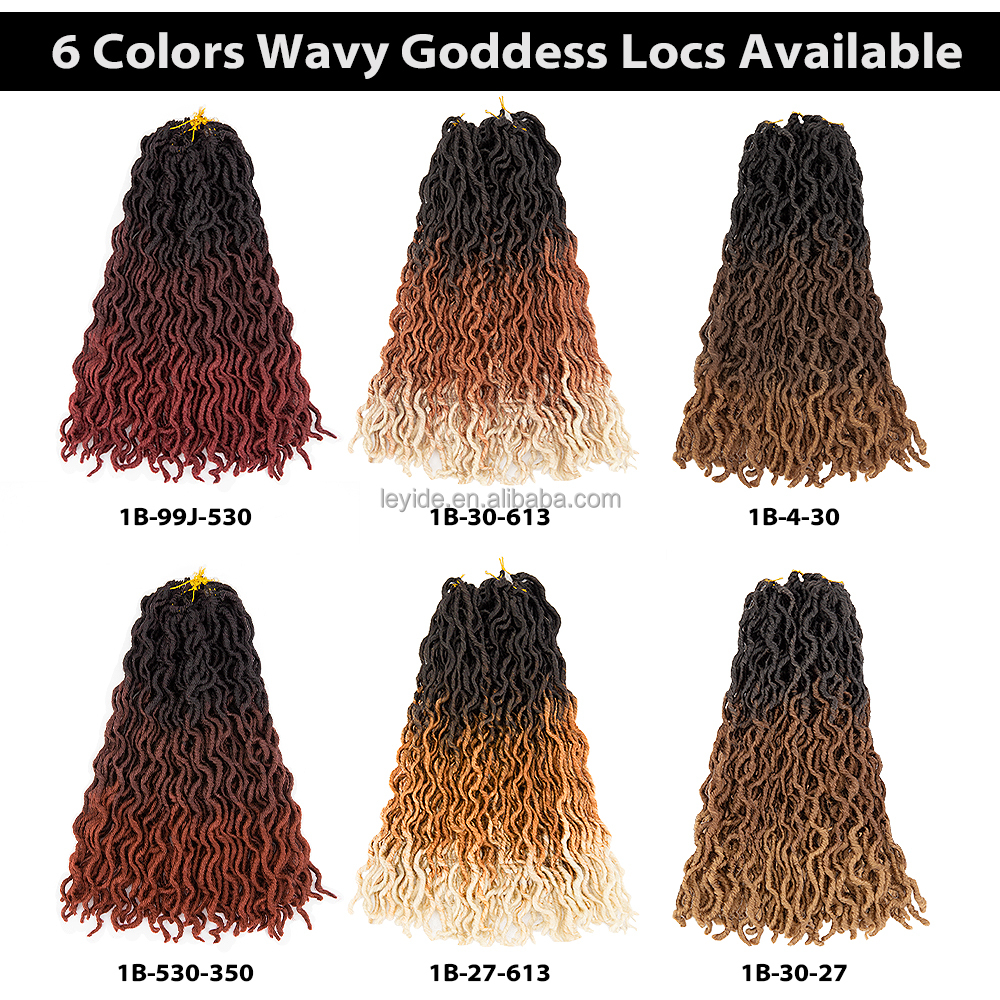 6 Colors Wavy Goddess Locs Available
leyide.en.alibaba.com
1B-99J-530
1B-30-613
1B-4-30
1B-530-350
1B-27-613
1B-30-27